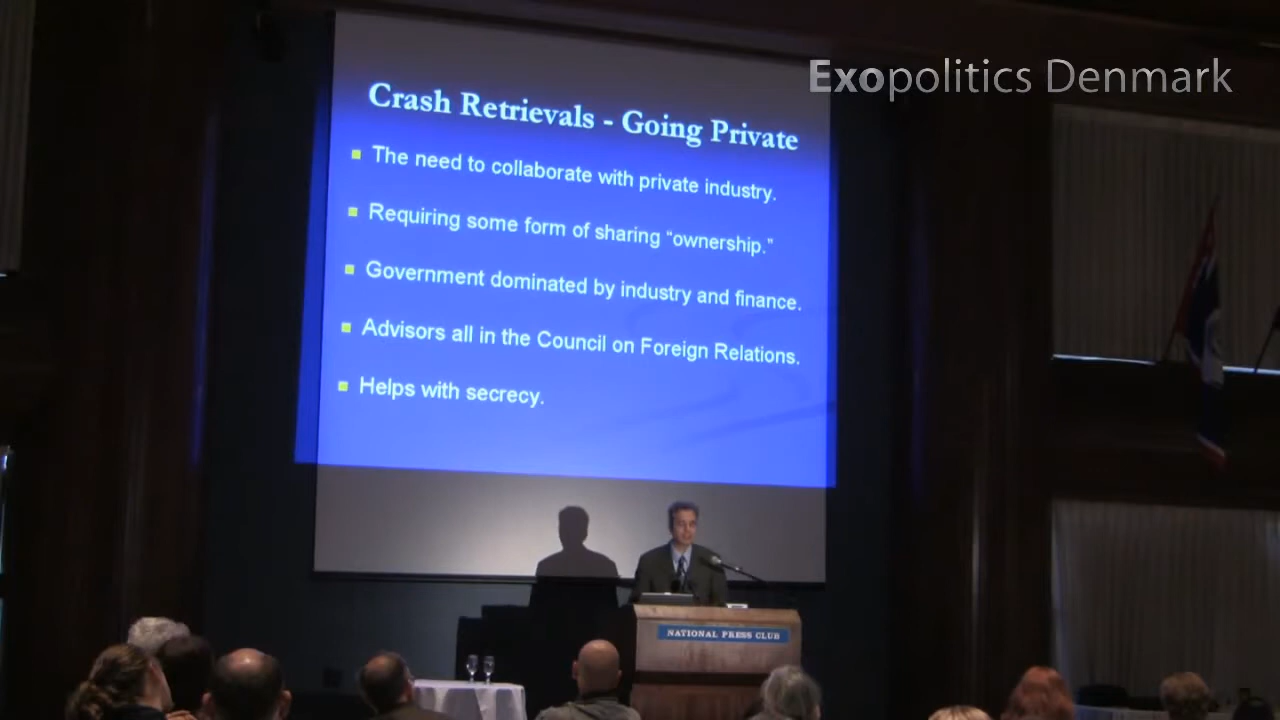 Exopolitics Denmark
Crash Retrievals - Going Private
The need to collaborate with private industry.
Requiring some form of sharing “ownership.”
Government dominated by industry and finance.
Advisors all in the Council on Foreign Relations.
Helps with secrecy.
NATIONAL PRESS CLUB